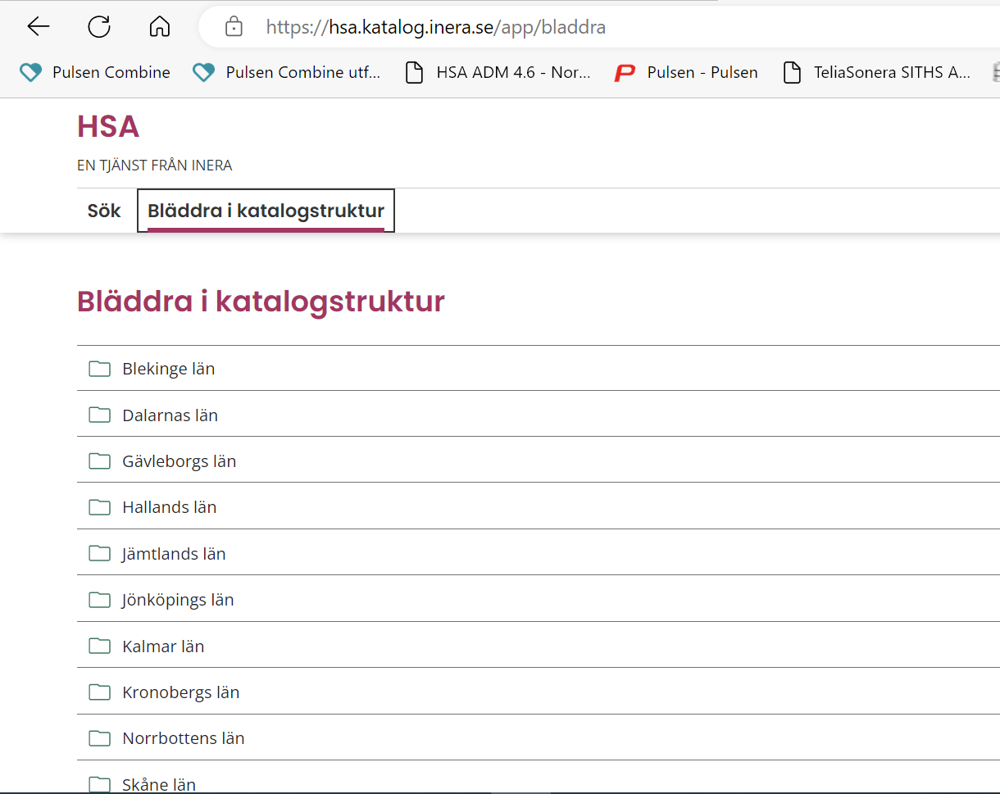 https://hsa.katalog.inera.se/app/bladdra
Pulsen Combine Pulsen Combine utf... HSA ADM 4.6 - Nor... Pulsen - Pulsen TeliaSonera SITHS A...
HSA
EN TJÄNST FRÅN INERA
Sök Bläddra i katalogstruktur
Bläddra i katalogstruktur
Blekinge län
Dalarnas län
Gävleborgs län
Hallands län
Jämtlands län
Jönköpings län
Kalmar län
Kronobergs län
Norrbottens län
Skåne län